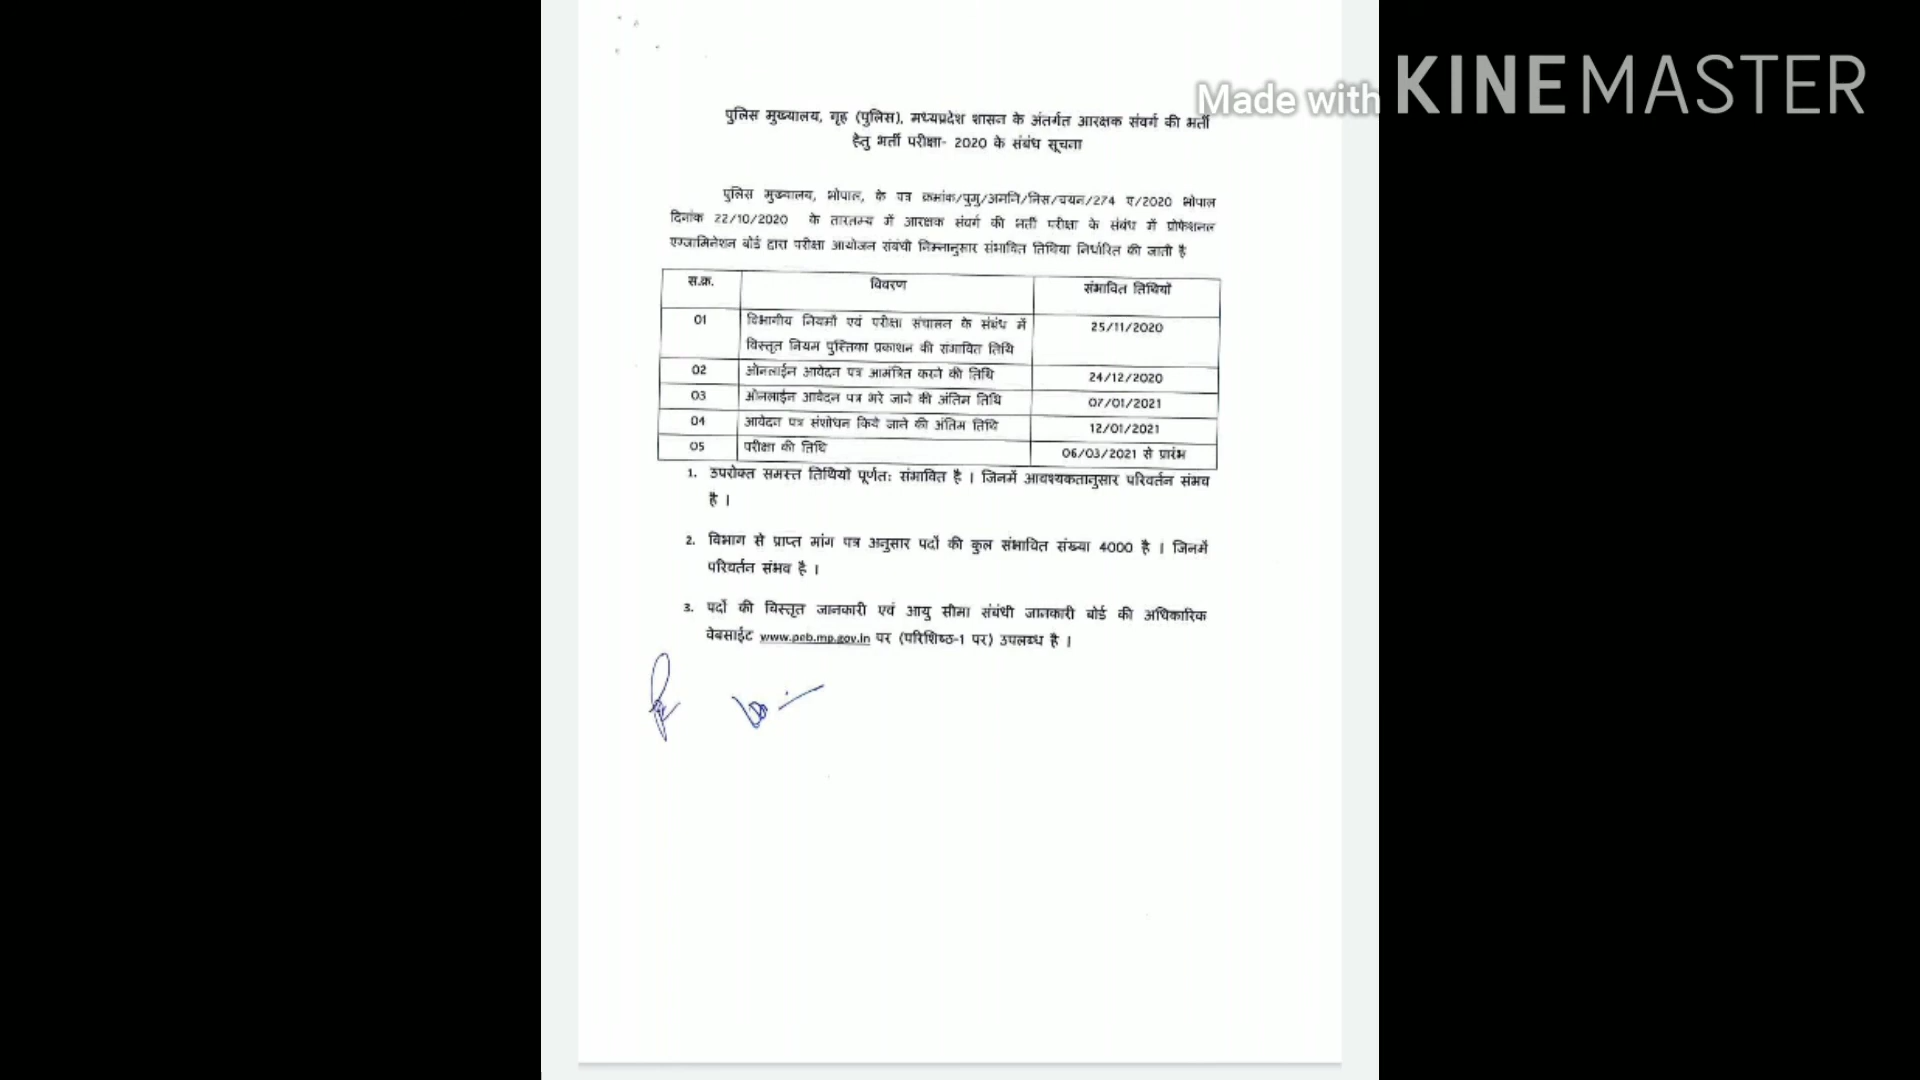 Made with KINEMASTER
पुलिस मुख्यालय, गृह (पुलिस), मध्यप्रदेश शासन के अंतर्गत आरक्षक संवर्ग की भर्ती
हेतु भर्ती परीक्षा- 2020 के संबंध सूचना
पुलिस मुख्यालय, भोपाल, के पत्र क्रमांक/पुमु/अमनि/निस/चयन/274 ए/2020 भोपाल
दिनांक 22/10/2020 के तारतम्य में आरक्षक संवर्ग की भर्ती परीक्षा के संबंध में प्रोफेशनल
एग्जामिनेशन बोर्ड द्वारा परीक्षा आयोजन संबंधी निम्नानुसार संभावित तिथिया निर्धारित की जाती है
स.क्र. विवरण संभावित तिथियों
01 विभागीय नियमों एवं परीक्षा संचालन के संबंध में 25/11/2020
विस्तृत नियम पुस्तिका प्रकाशन की संभावित तिथि
02 ओनलाईन आवेदन पत्र आमंत्रित करने की तिथि 24/12/2020
03 ओनलाईन आवेदन पत्र भरे जाने की अंतिम तिथि 07/01/2021
04 आवेदन पत्र संशोधन किये जाने की अंतिम तिथि 12/01/2021
05 परीक्षा की तिथि 06/03/2021 से प्रारंभ
1. उपरोक्त समस्त तिथियों पूर्णतः संभावित है । जिनमें आवश्यकतानुसार परिवर्तन संभव
है ।
2. विभाग से प्राप्त मांग पत्र अनुसार पदों की कुल संभावित संख्या 4000 है । जिनमें
परिवर्तन संभव है ।
3. पदों की विस्तृत जानकारी एवं आयु सीमा संबंधी जानकारी बोर्ड की अधिकारिक
वेबसाईट www.peb.mp.gov.in पर (परिशिष्ठ-1 पर) उपलब्ध है ।